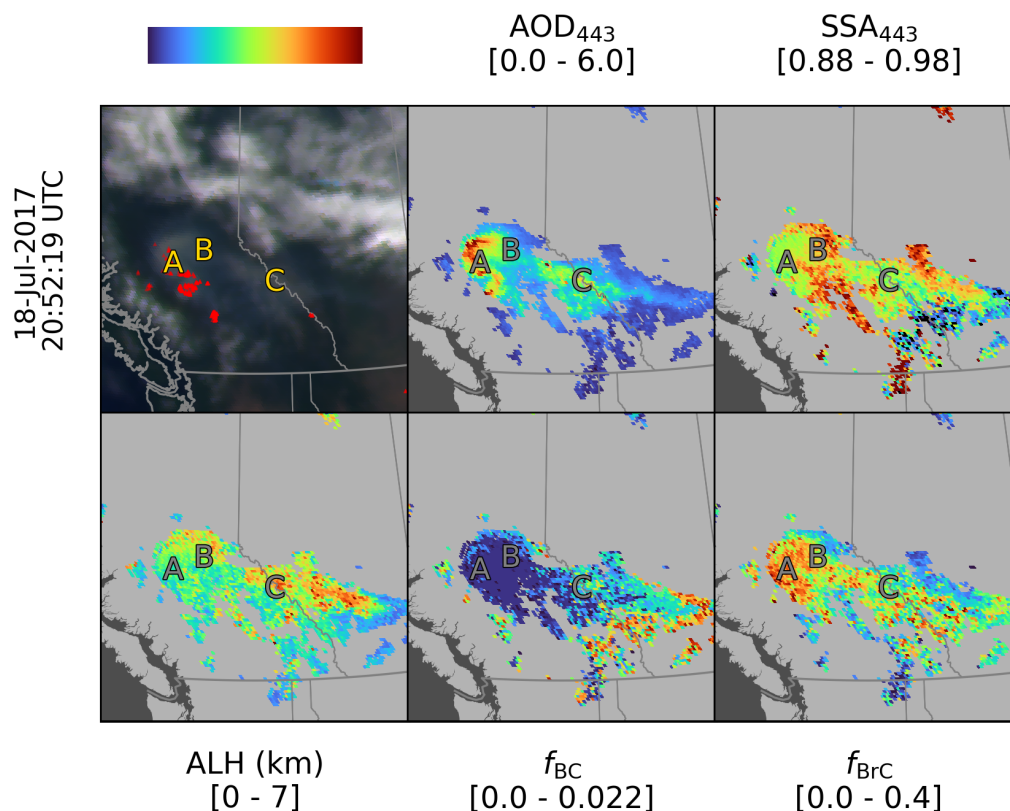 AOD443
[0.0 - 6.0]
SSA443
[0.88 - 0.98]
18-Jul-2017
20:52:19 UTC
A
B
C
A
B
C
A
B
C
A
B
C
A
B
C
A
B
C
ALH (km)
[0 - 7]
fBC
[0.0 - 0.022]
fBrC
[0.0 - 0.4]